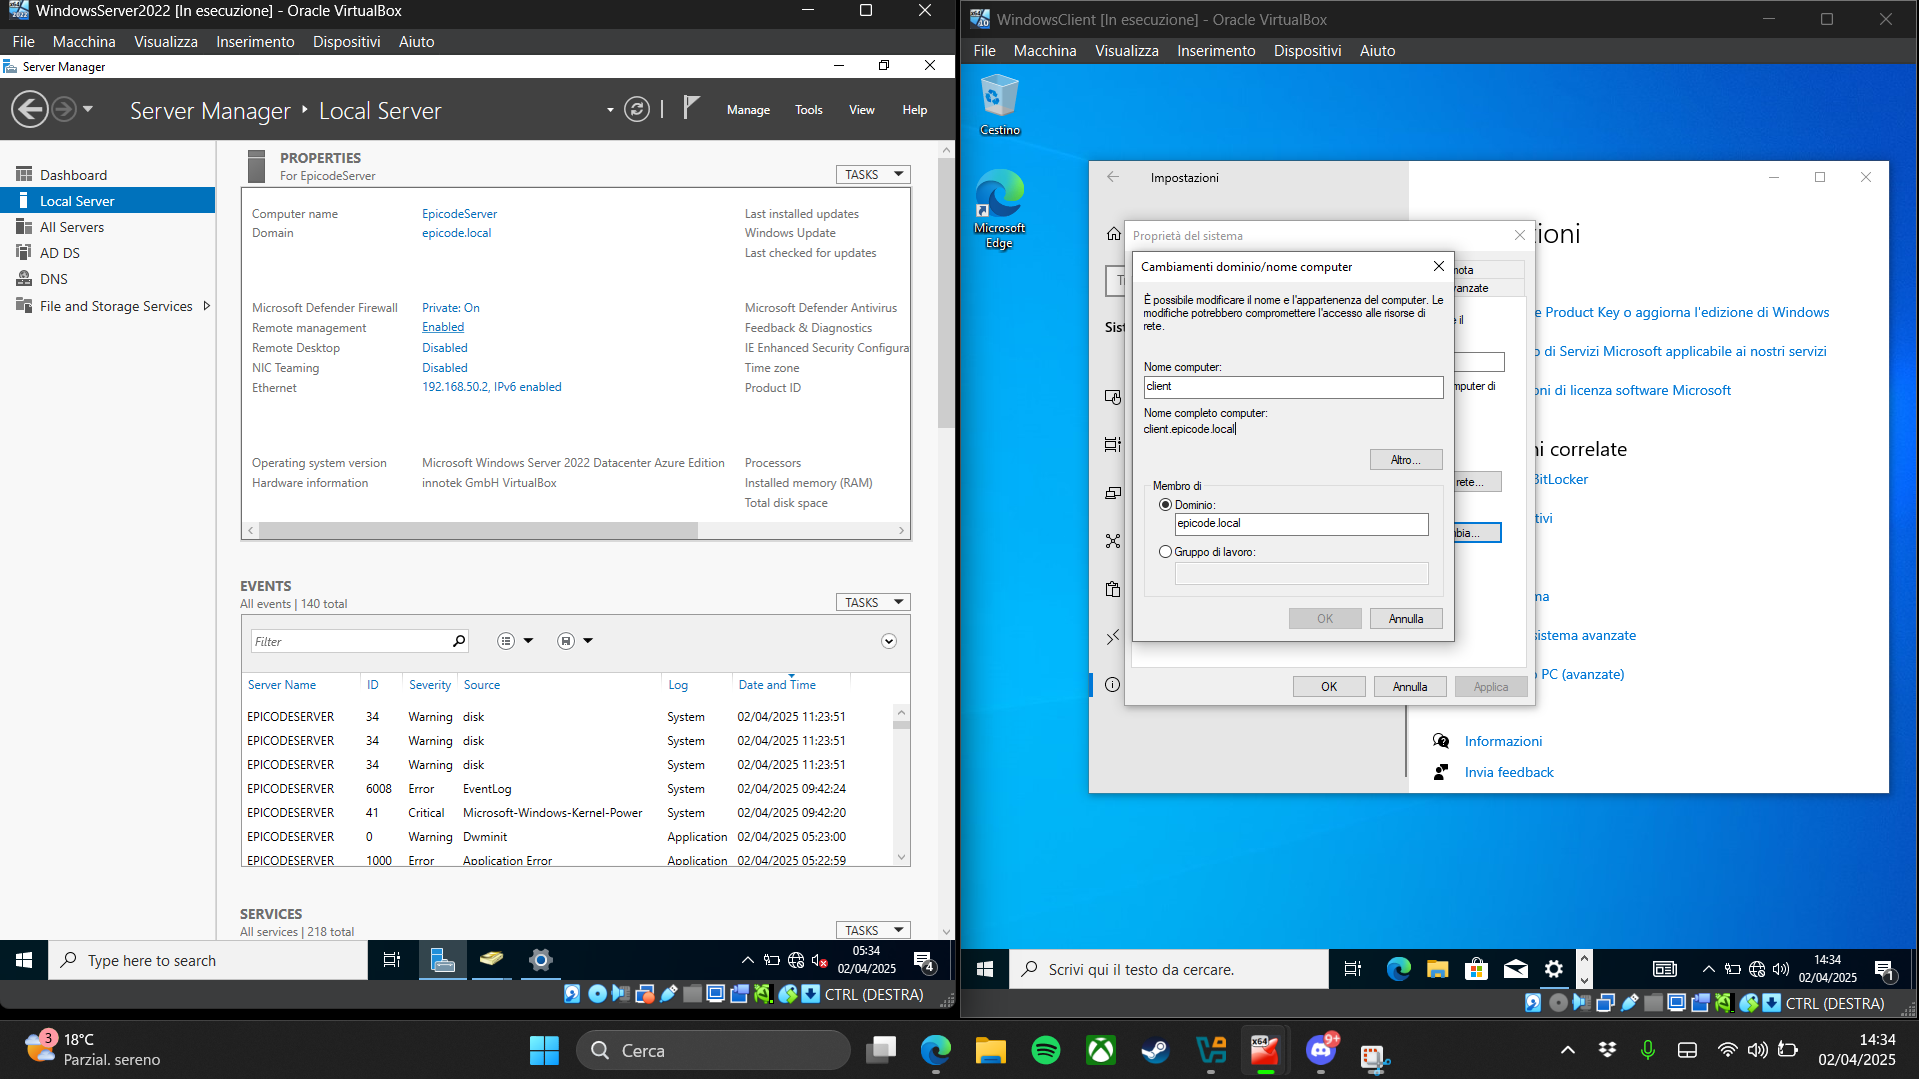 WindowsServer2022 [In esecuzione] - Oracle VirtualBox
File Macchina Visualizza Inserimento Dispositivi Aiuto
Server Manager
Server Manager Local Server
Manage Tools View Help
Dashboard
Local Server
All Servers
AD DS
DNS
File and Storage Services
PROPERTIES
For EpicodeServer
TASKS
Computer name EpicodeServer Last installed updates
Domain epicode.local Windows Update
Last checked for updates
Microsoft Defender Firewall Private: On Microsoft Defender Antivirus
Remote management Enabled Feedback & Diagnostics
Remote Desktop Disabled IE Enhanced Security Configura
NIC Teaming Disabled Time zone
Ethernet 192.168.50.2, IPv6 enabled Product ID
Operating system version Microsoft Windows Server 2022 Datacenter Azure Edition Processors
Hardware information innotek GmbH VirtualBox Installed memory (RAM)
Total disk space
EVENTS
All events | 140 total
TASKS
Filter
Server Name ID Severity Source Log Date and Time
EPICODESERVER 34 Warning disk System 02/04/2025 11:23:51
EPICODESERVER 34 Warning disk System 02/04/2025 11:23:51
EPICODESERVER 34 Warning disk System 02/04/2025 11:23:51
EPICODESERVER 6008 Error EventLog System 02/04/2025 09:42:24
EPICODESERVER 41 Critical Microsoft-Windows-Kernel-Power System 02/04/2025 09:42:20
EPICODESERVER 0 Warning Dwminit Application 02/04/2025 05:23:00
EPICODESERVER 1000 Error Application Error Application 02/04/2025 05:22:59
SERVICES
All services | 218 total
TASKS
Type here to search
05:34
02/04/2025
4
CTRL (DESTRA)
WindowsClient [In esecuzione] - Oracle VirtualBox
File Macchina Visualizza Inserimento Dispositivi Aiuto
Cestino
Microsoft
Edge
Impostazioni
ioni
Proprietà del sistema
Cambiamenti dominio/nome computer
nota
vanzate
È possibile modificare il nome e l'appartenenza del computer. Le
modifiche potrebbero compromettere l'accesso alle risorse di
rete.
Sist
e il
e Product Key o aggiorna l'edizione di Windows
o di Servizi Microsoft applicabile ai nostri servizi
Nome computer:
client
mputer di
oni di licenza software Microsoft
Nome completo computer:
client.epicode.local
Altro...
ni correlate
Membro di
rete...
BitLocker
Dominio:
epicode.local
bia...
tivi
Gruppo di lavoro:
OK Annulla
ma
sistema avanzate
PC (avanzate)
OK Annulla Applica
Informazioni
Invia feedback
Scrivi qui il testo da cercare.
14:34
02/04/2025
1
CTRL (DESTRA)
3
18°C
Parzial. sereno
Cerca
x64
9+
14:34
02/04/2025